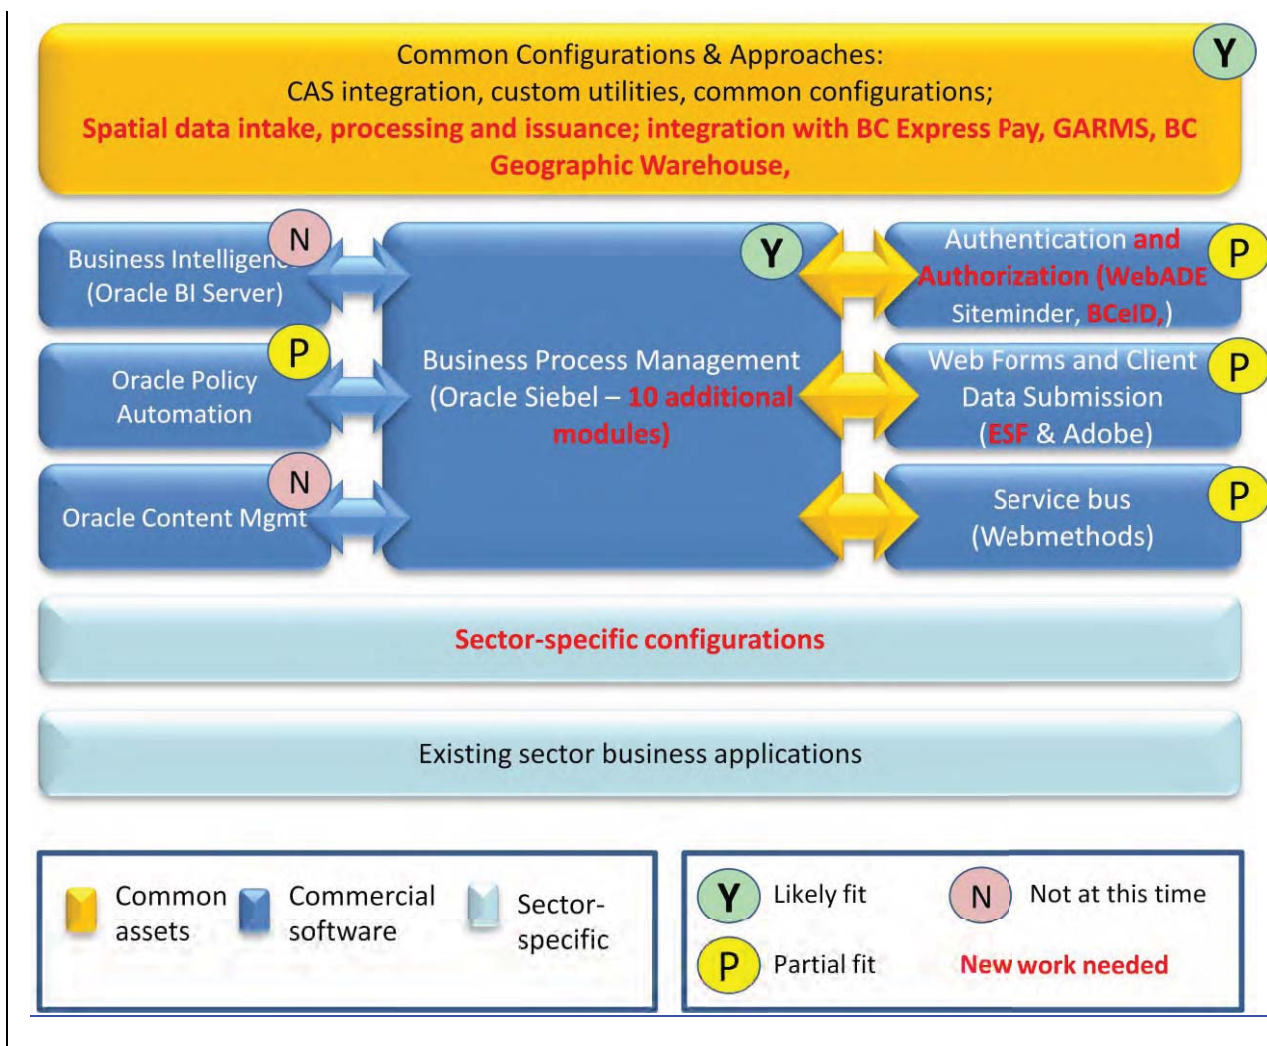 Common Configurations & Approaches:
Y
CAS integration, custom utilities, common configurations;
Spatial data intake, processing and issuance; integration with BC Express Pay, GARMS, BC
Geographic Warehouse,
N
Business Intelligenc
(Oracle BI Server)
P
Oracle Policy
Automation
N
Oracle Content Mgmt
Y
Business Process Management
(Oracle Siebel – 10 additional
modules)
Authentication and
Authorization (WebADE
Siteminder, BCeID,)
P
Web Forms and Client
Data Submission
(ESF & Adobe)
P
Service bus
(Webmethods)
P
Sector-specific configurations
Existing sector business applications
Common
assets
Commercial
software
Sector-
specific
Y Likely fit
N Not at this time
P Partial fit
New work needed